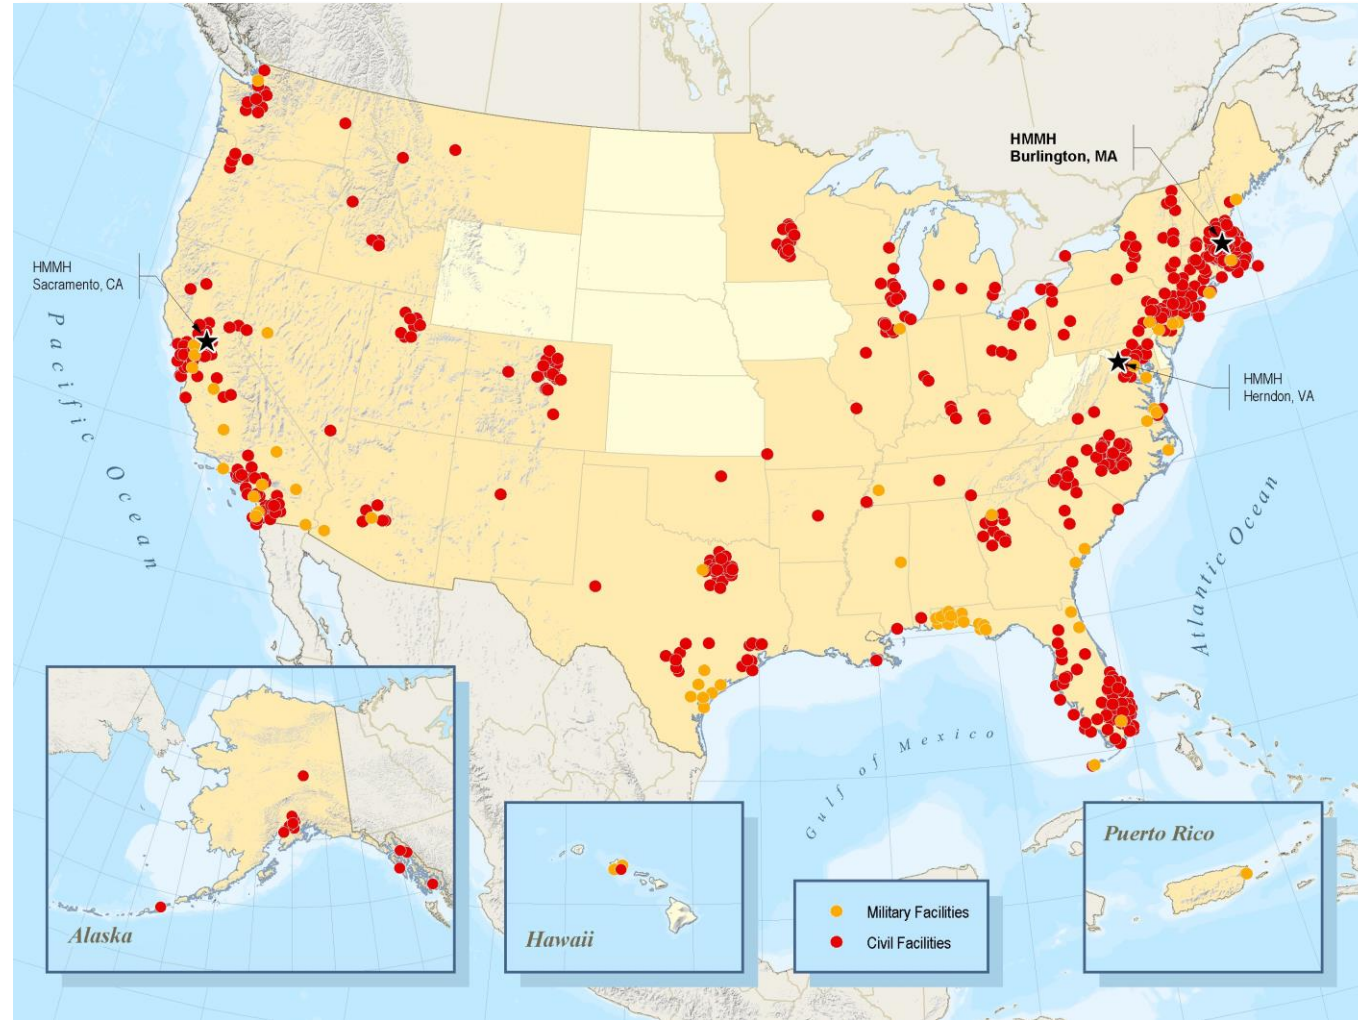 HMMH
Burlington, MA
HMMH
Sacramento, CA
HMMH
Herndon, VA
Pacific Ocean
Atlantic Ocean
Gulf of Mexico
Alaska
Hawaii
Military Facilities
Civil Facilities
Puerto Rico